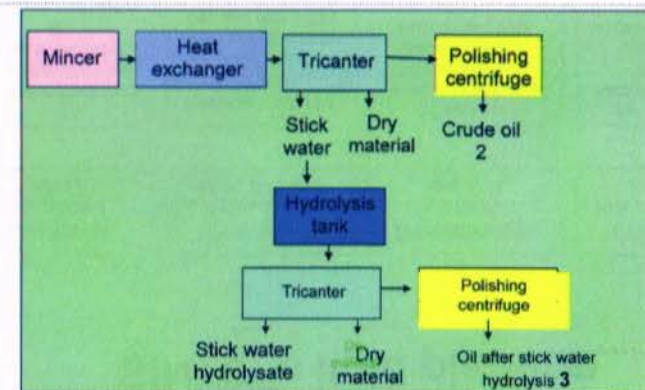 Mincer
Heat
exchanger
Tricanter
Polishing
centrifuge
Stick
water
Dry
material
Crude oil
2
Hydrolysis
tank
Tricanter
Polishing
centrifuge
Stick water
hydrolysate
Dry
material
Oil after stick water
hydrolysis 3